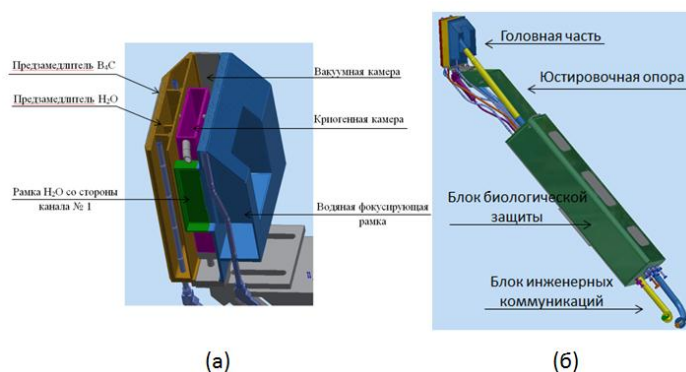 Предзамедлитель B₄C
Предзамедлитель H₂O
Рамка H₂O со стороны
канала № 1
Вакуумная камера
Криогенная камера
Водяная фокусирующая
рамка
(а)
Головная часть
Юстировочная опора
Блок биологической
защиты
Блок инженерных
коммуникаций
(б)